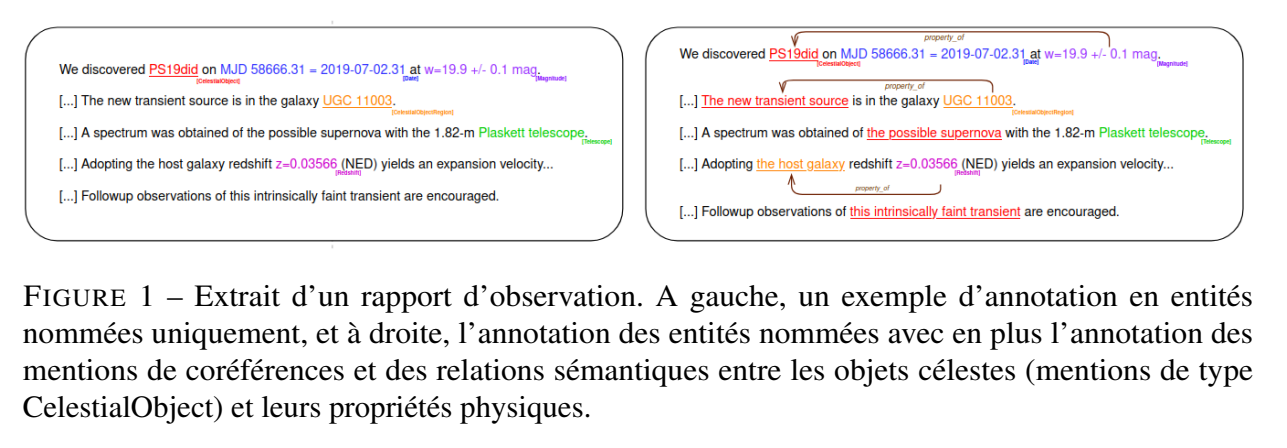 We discovered PS19did on MJD 58666.31 = 2019-07-02.31 at w=19.9 +/- 0.1 mag.
[CelestialObject] [Date] [Magnitude]
[...] The new transient source is in the galaxy UGC 11003.
[CelestialObjectRegion]
[...] A spectrum was obtained of the possible supernova with the 1.82-m Plaskett telescope.
[Telescope]
[...] Adopting the host galaxy redshift z=0.03566 (NED) yields an expansion velocity...
[Redshift]
[...] Followup observations of this intrinsically faint transient are encouraged.
property_of
We discovered PS19did on MJD 58666.31 = 2019-07-02.31 at w=19.9 +/- 0.1 mag.
[CelestialObject] [Date] [Magnitude]
property_of
[...] The new transient source is in the galaxy UGC 11003.
[CelestialObjectRegion]
[...] A spectrum was obtained of the possible supernova with the 1.82-m Plaskett telescope.
[Telescope]
[...] Adopting the host galaxy redshift z=0.03566 (NED) yields an expansion velocity...
[Redshift]
property_of
[...] Followup observations of this intrinsically faint transient are encouraged.
FIGURE 1 – Extrait d'un rapport d'observation. A gauche, un exemple d'annotation en entités
nommées uniquement, et à droite, l'annotation des entités nommées avec en plus l'annotation des
mentions de coréférences et des relations sémantiques entre les objets célestes (mentions de type
CelestialObject) et leurs propriétés physiques.